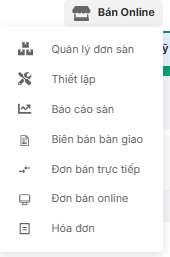 Bán Online
Quản lý đơn sàn
Thiết lập
Báo cáo sàn
Biên bản bàn giao
Đơn bán trực tiếp
Đơn bán online
Hóa đơn